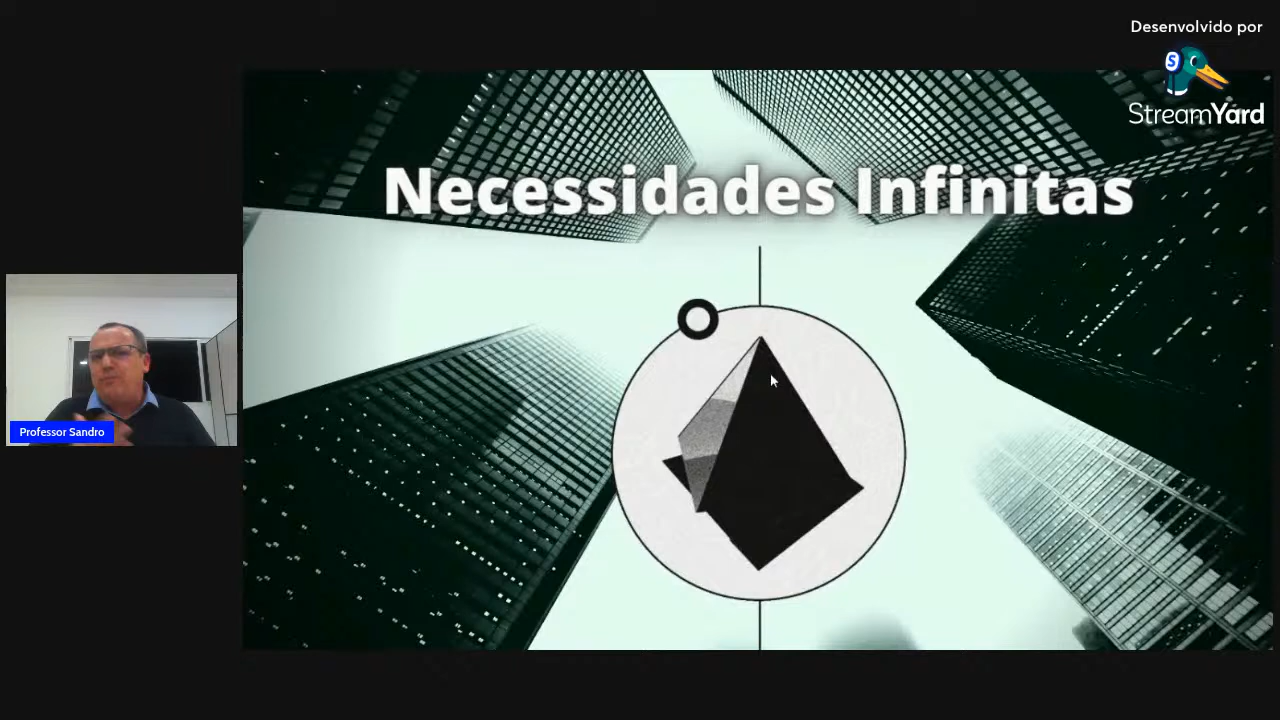 Desenvolvido por
S
StreamYard
Necessidades Infinitas
Professor Sandro